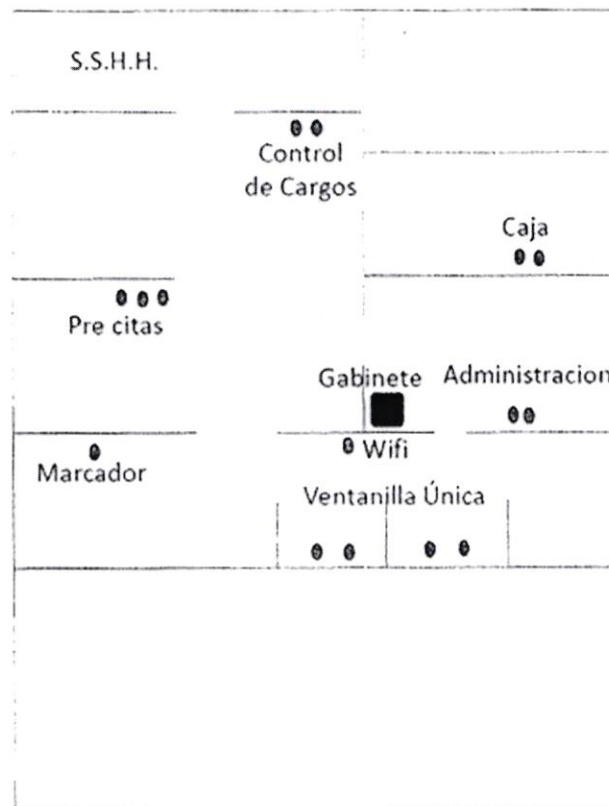 S.S.H.H.
Control
de Cargos
Caja
Pre citas
Gabinete
Administracion
Wifi
Marcador
Ventanilla Única